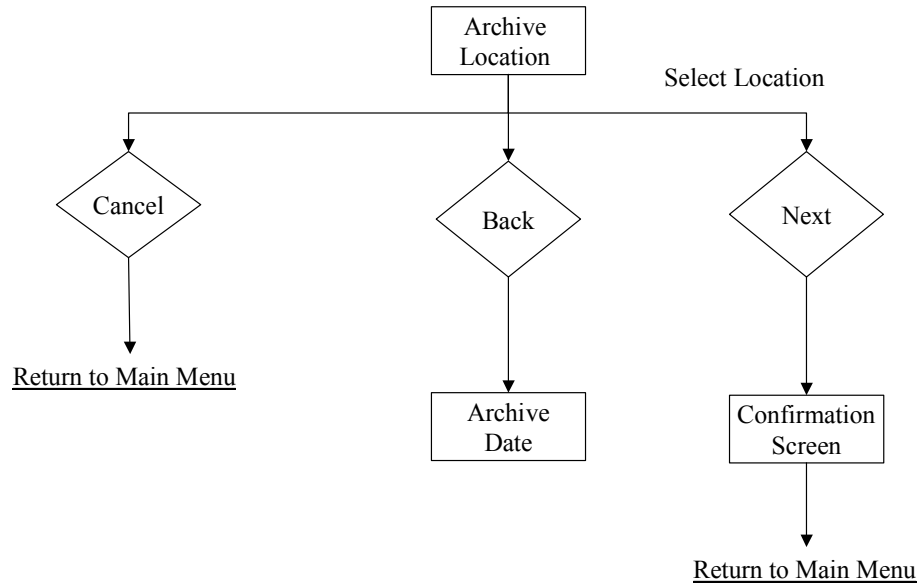 Archive
Location
Select Location
Cancel
Back
Next
Return to Main Menu
Archive
Date
Confirmation
Screen
Return to Main Menu